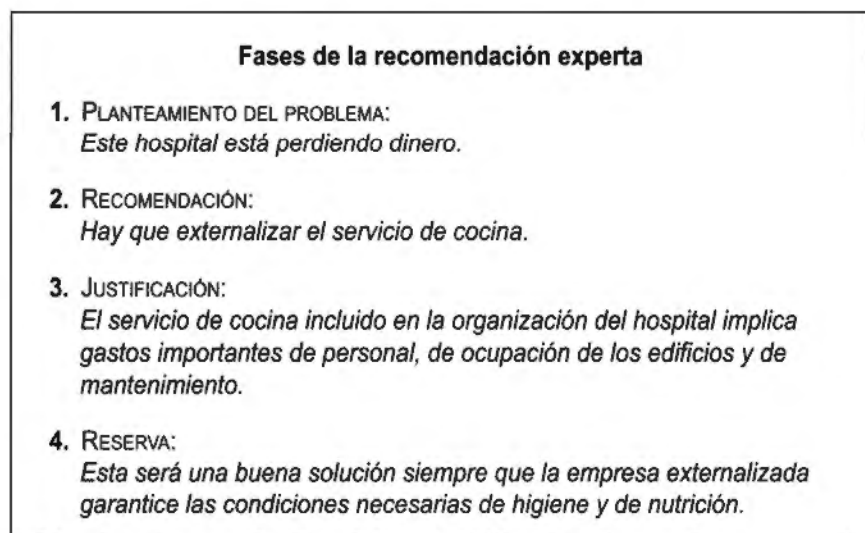 Fases de la recomendación experta
1. PLANTEAMIENTO DEL PROBLEMA:
Este hospital está perdiendo dinero.
2. RECOMENDACIÓN:
Hay que externalizar el servicio de cocina.
3. JUSTIFICACIÓN:
El servicio de cocina incluido en la organización del hospital implica
gastos importantes de personal, de ocupación de los edificios y de
mantenimiento.
4. RESERVA:
Esta será una buena solución siempre que la empresa externalizada
garantice las condiciones necesarias de higiene y de nutrición.